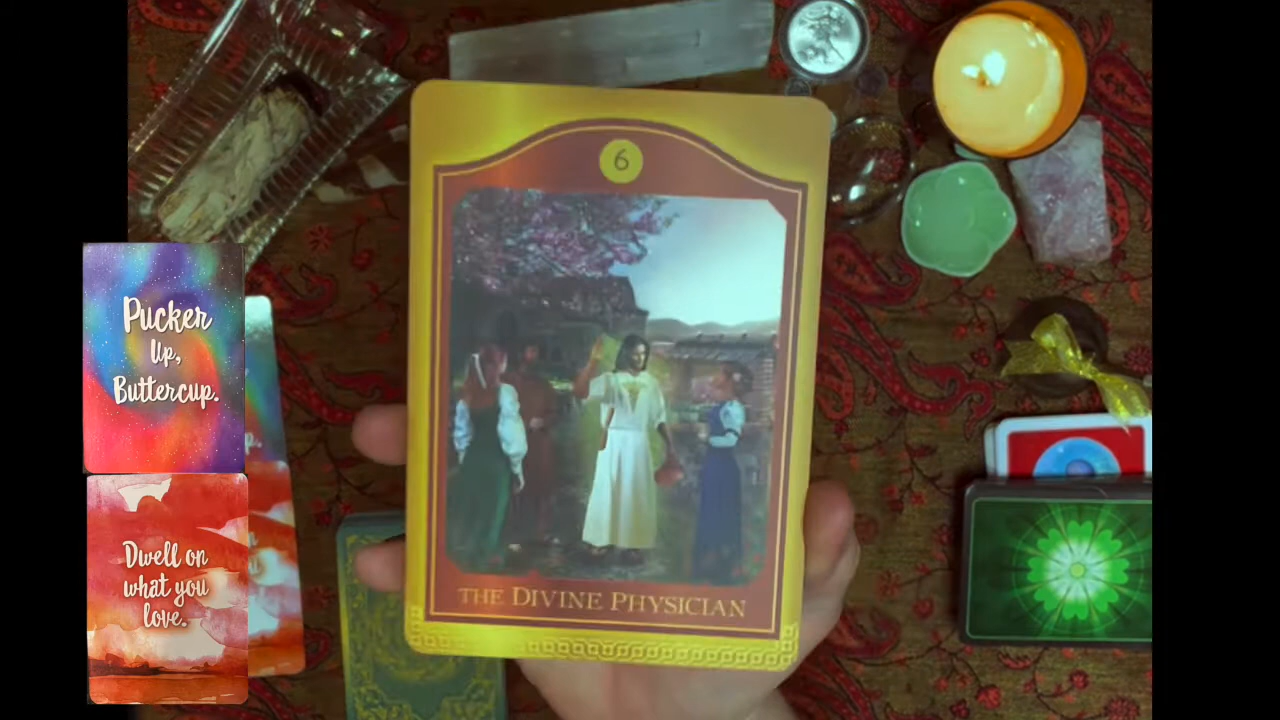 6
THE DIVINE PHYSICIAN
Pucker
Up,
Buttercup.
Dwell on
what you
love.